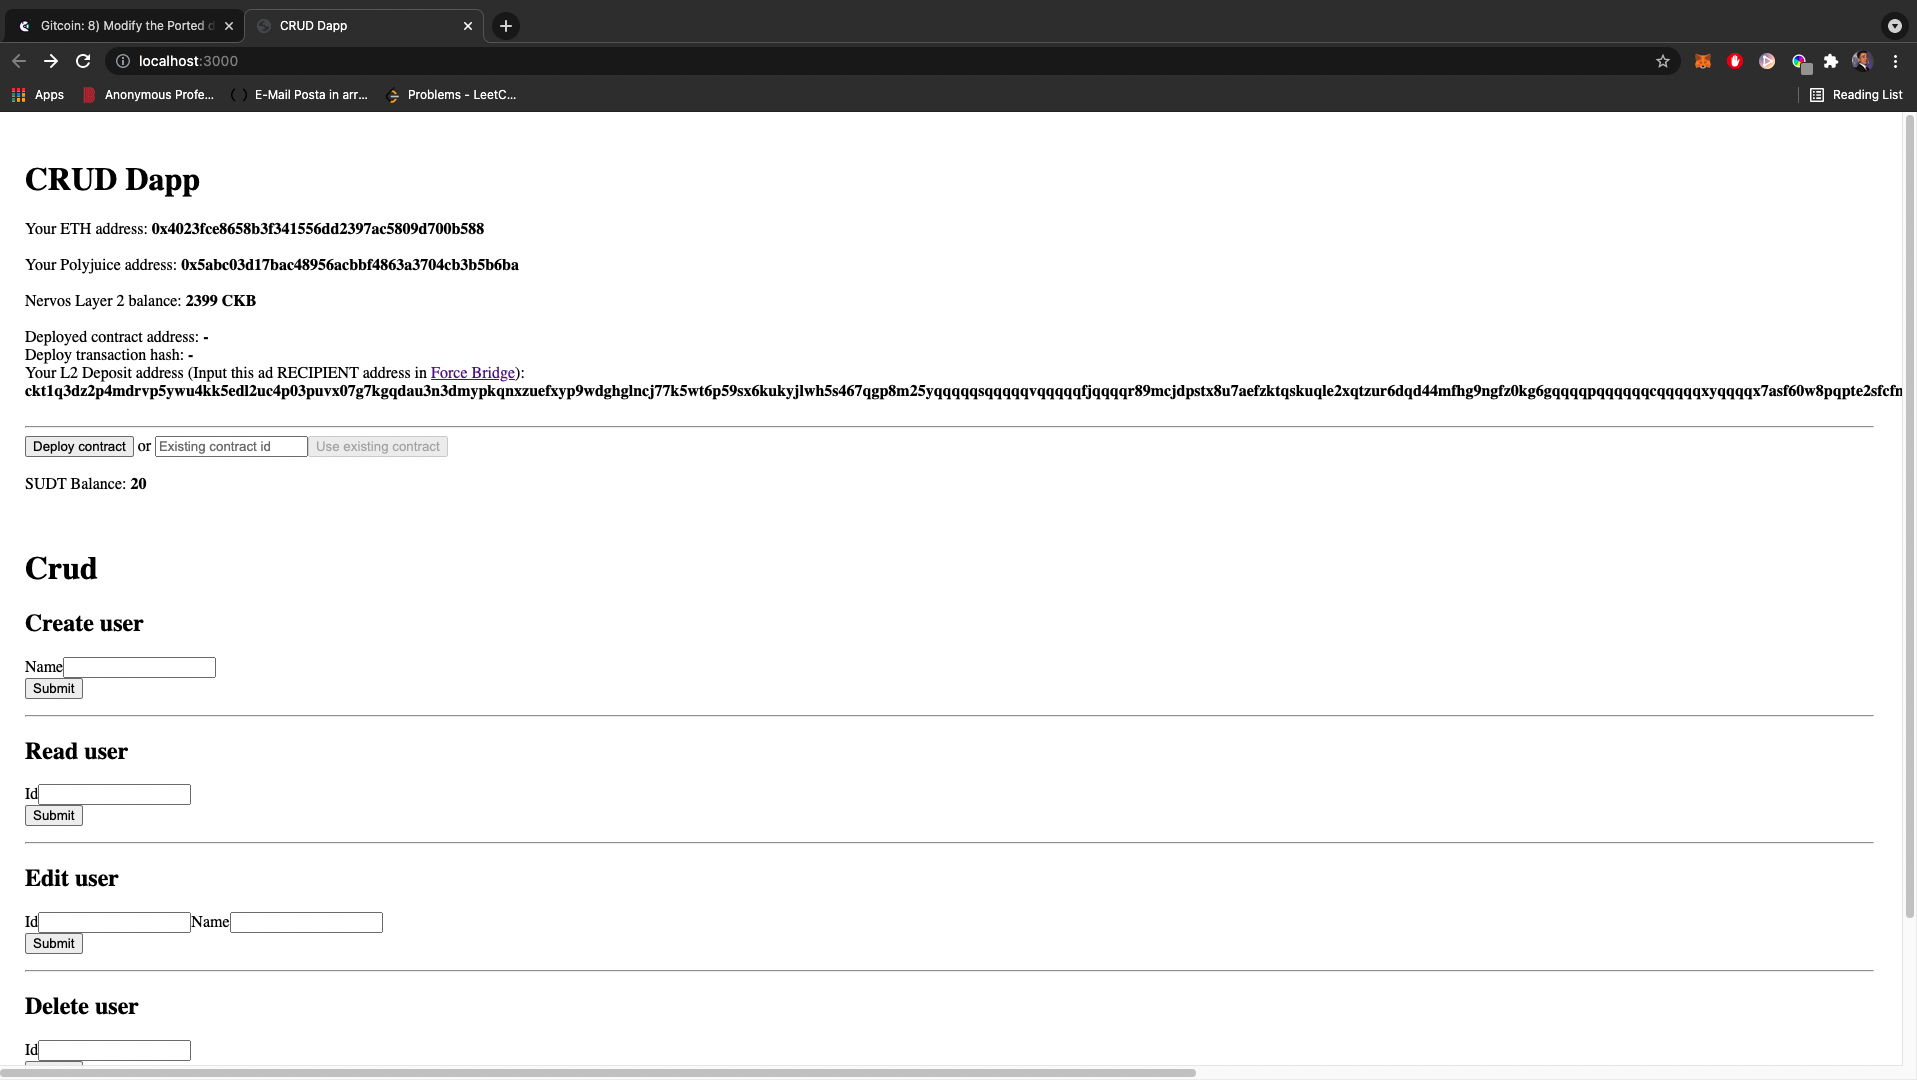 Gitcoin: 8) Modify the Ported
CRUD Dapp
localhost:3000
Apps
Anonymous Profe...
E-Mail Posta in arr...
Problems - LeetC...
Reading List
CRUD Dapp
Your ETH address: 0x4023fce8658b3f341556dd2397ac5809d700b588
Your Polyjuice address: 0x5abc03d17bac48956acbbf4863a3704cb3b5b6ba
Nervos Layer 2 balance: 2399 CKB
Deployed contract address: -
Deploy transaction hash: -
Your L2 Deposit address (Input this ad RECIPIENT address in Force Bridge):
ckt1q3dz2p4mdrvp5ywu4kk5edl2uc4p03puvx07g7kgqdau3n3dmypkqnxzuefxyp9wdghglncj77k5wt6p59sx6kukyjlwh5s467qgp8m25yqqqqqsqqqqqvqqqqqfjqqqqr89mcjdpstx8u7aefzktqskuqle2xqtzur6dqd44mfhg9ngfz0kg6gqqqqpqqqqqqcqqqqqxyqqqqx7asf60w8pqpte2sfcfn
Deploy contract or Existing contract id Use existing contract
SUDT Balance: 20
Crud
Create user
Name
Submit
Read user
Id
Submit
Edit user
Id Name
Submit
Delete user
Id